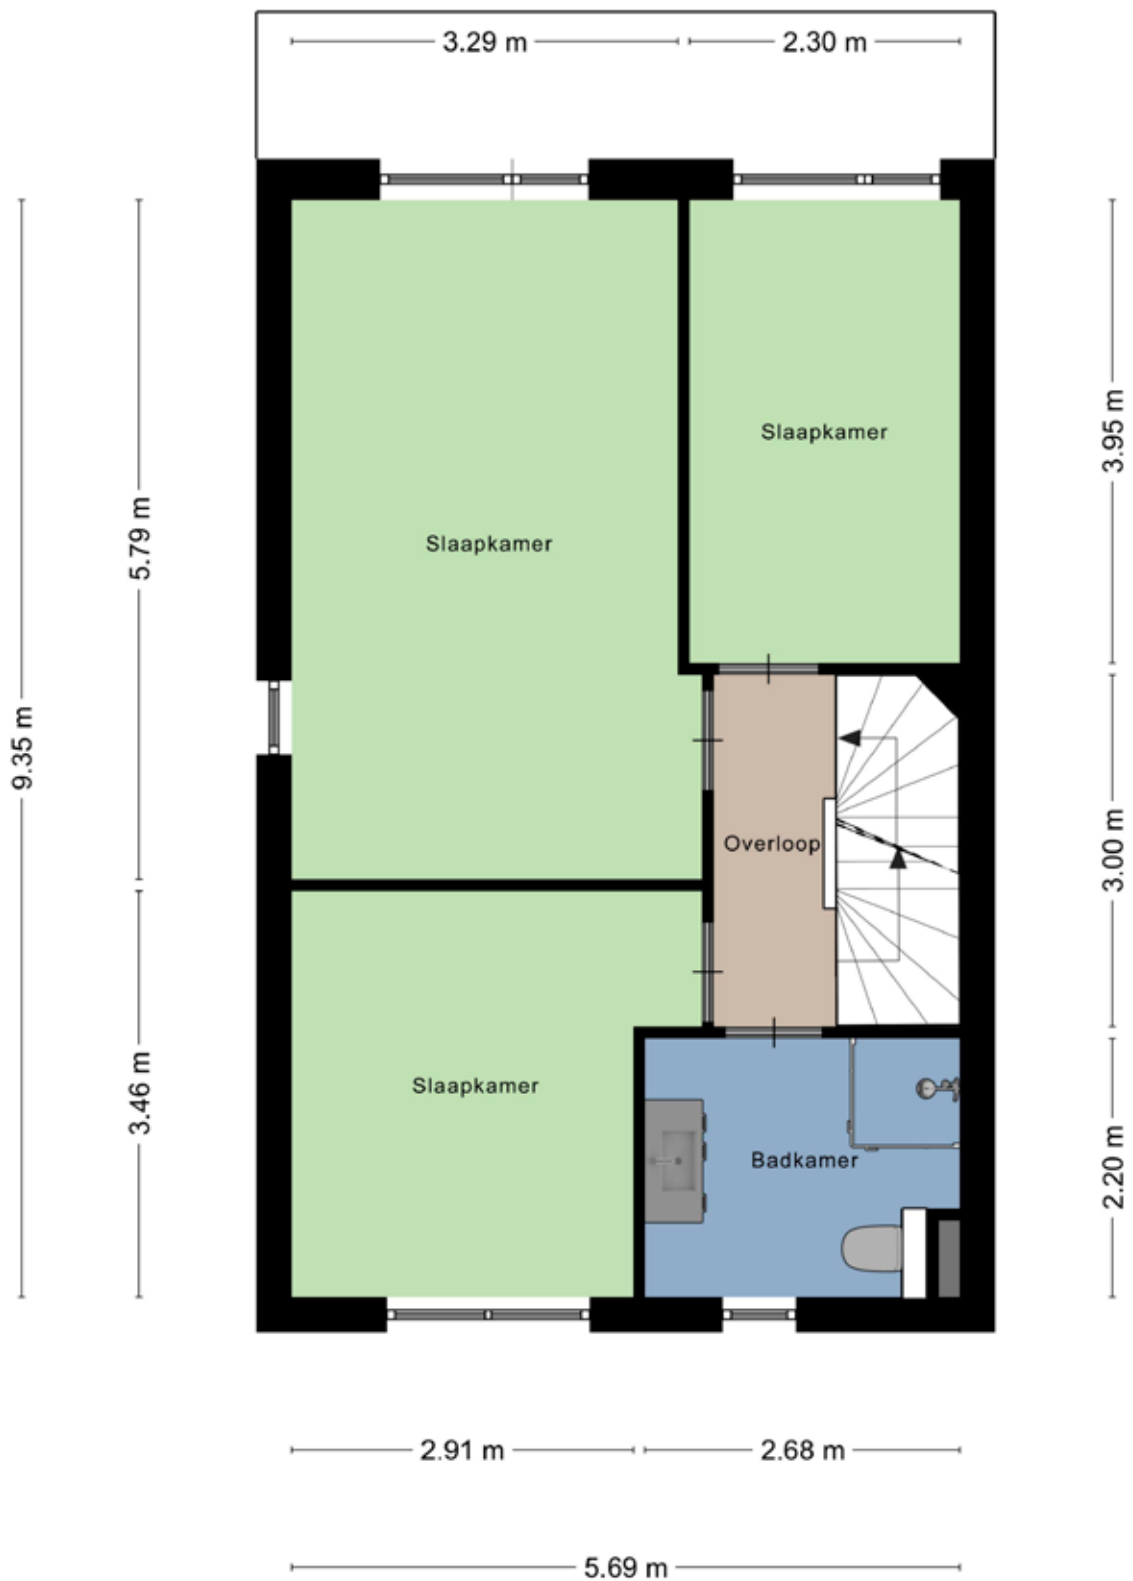 3.29 m
2.30 m
3.95 m
Slaapkamer
5.79 m
Slaapkamer
9.35 m
Overloop
3.00 m
Slaapkamer
3.46 m
Badkamer
2.20 m
2.91 m
2.68 m
5.69 m